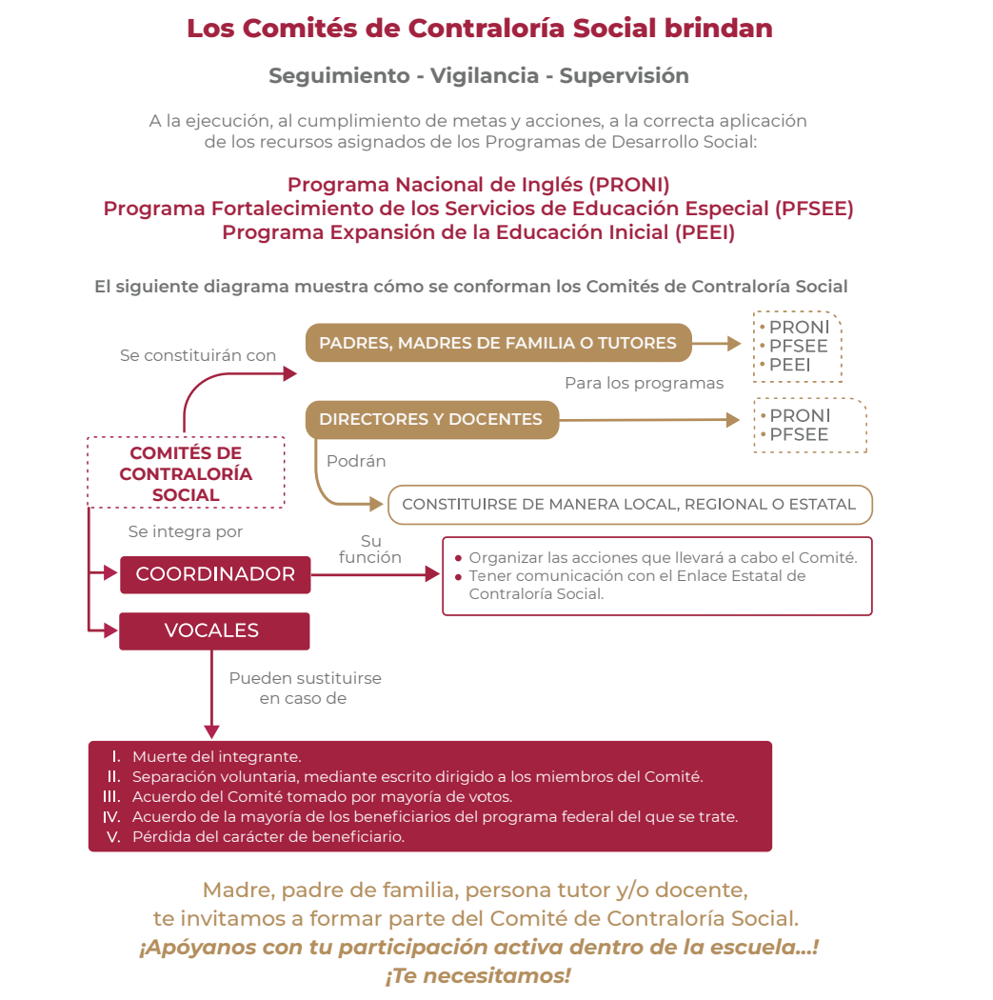 Los Comités de Contraloría Social brindan
Seguimiento - Vigilancia - Supervisión
A la ejecución, al cumplimiento de metas y acciones, a la correcta aplicación
de los recursos asignados de los Programas de Desarrollo Social:
Programa Nacional de Inglés (PRONI)
Programa Fortalecimiento de los Servicios de Educación Especial (PFSEE)
Programa Expansión de la Educación Inicial (PEEI)
El siguiente diagrama muestra cómo se conforman los Comités de Contraloría Social
Se constituirán con
PADRES, MADRES DE FAMILIA O TUTORES
• PRONI
• PFSEE
• PEEI
Para los programas
DIRECTORES Y DOCENTES
• PRONI
• PFSEE
Podrán
CONSTITUIRSE DE MANERA LOCAL, REGIONAL O ESTATAL
COMITÉS DE
CONTRALORÍA
SOCIAL
Se integra por
COORDINADOR
Su
función
• Organizar las acciones que llevará a cabo el Comité.
• Tener comunicación con el Enlace Estatal de
Contraloría Social.
VOCALES
Pueden sustituirse
en caso de
I. Muerte del integrante.
II. Separación voluntaria, mediante escrito dirigido a los miembros del Comité.
III. Acuerdo del Comité tomado por mayoría de votos.
IV. Acuerdo de la mayoría de los beneficiarios del programa federal del que se trate.
V. Pérdida del carácter de beneficiario.
Madre, padre de familia, persona tutor y/o docente,
te invitamos a formar parte del Comité de Contraloría Social.
¡Apóyanos con tu participación activa dentro de la escuela...!
¡Te necesitamos!